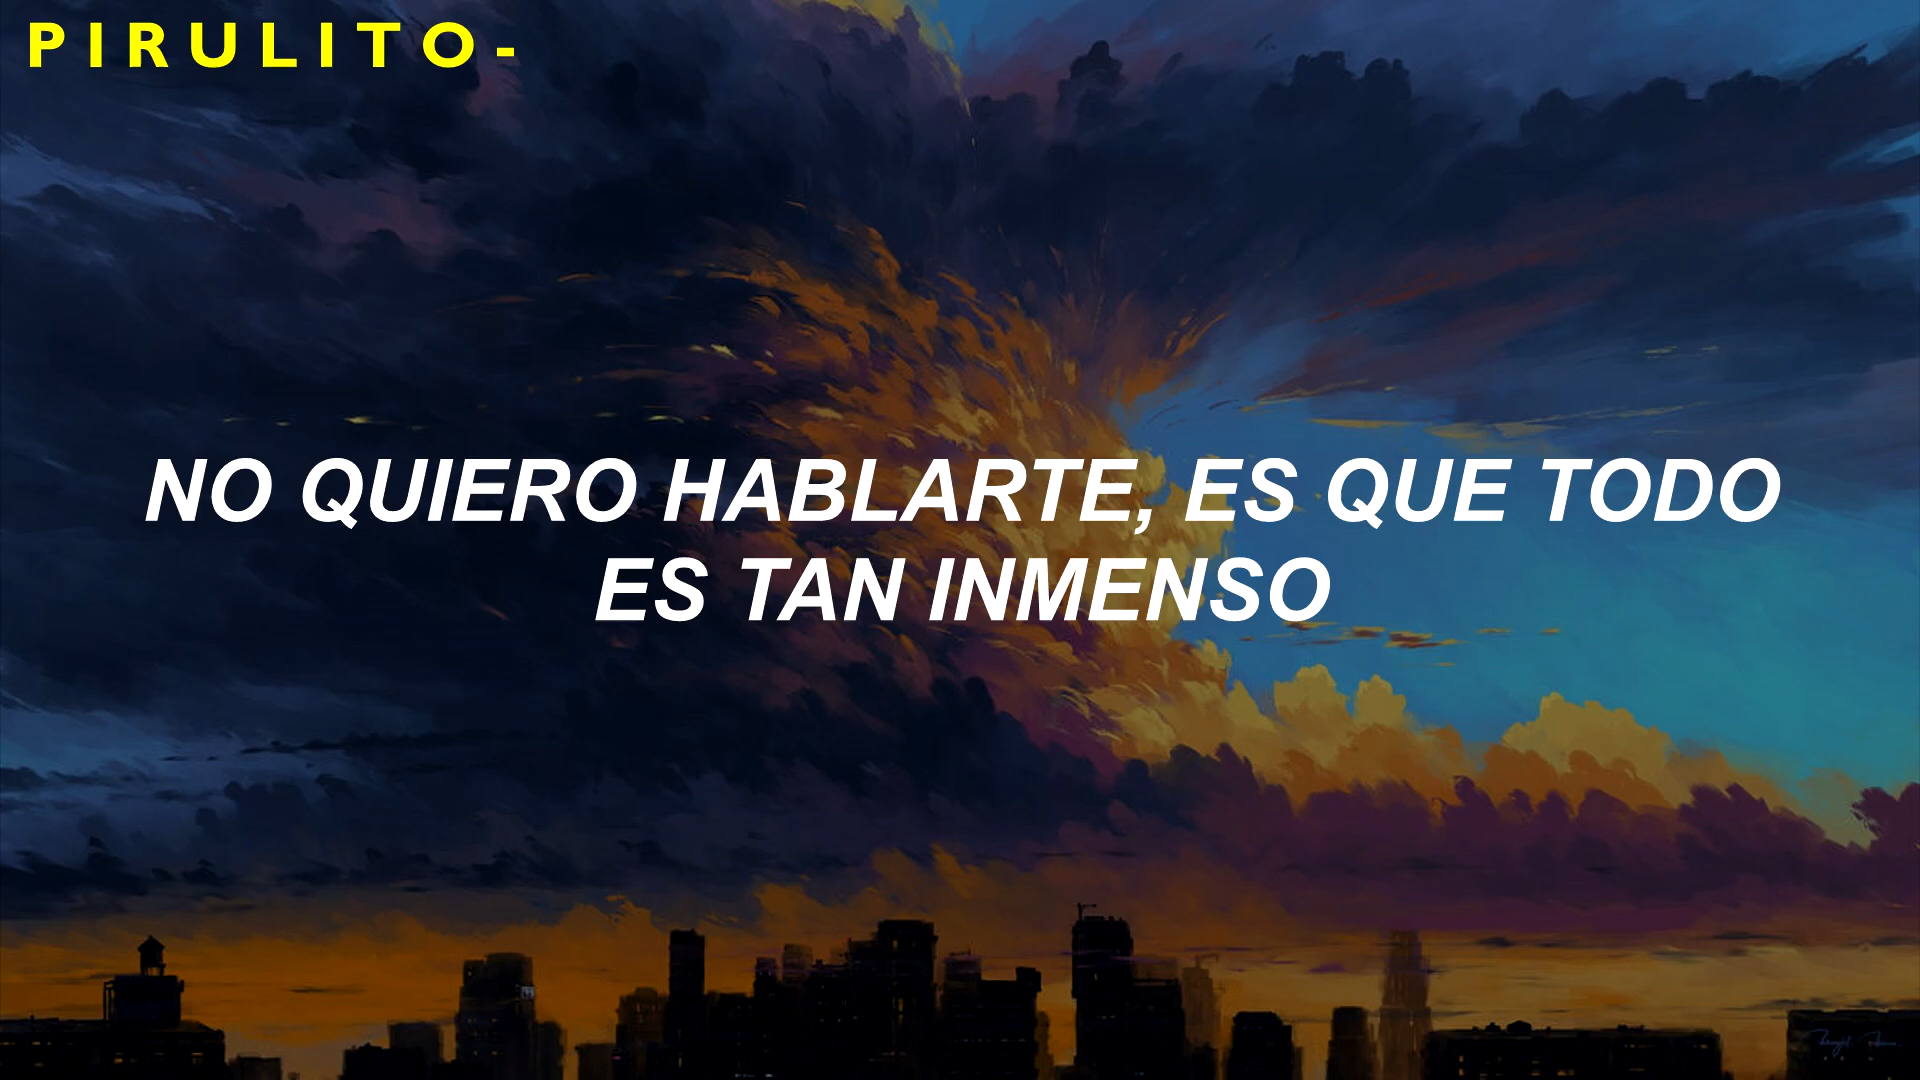 PIRULITO-
NO QUIERO HABLARTE, ES QUE TODO
ES TAN INMENSO